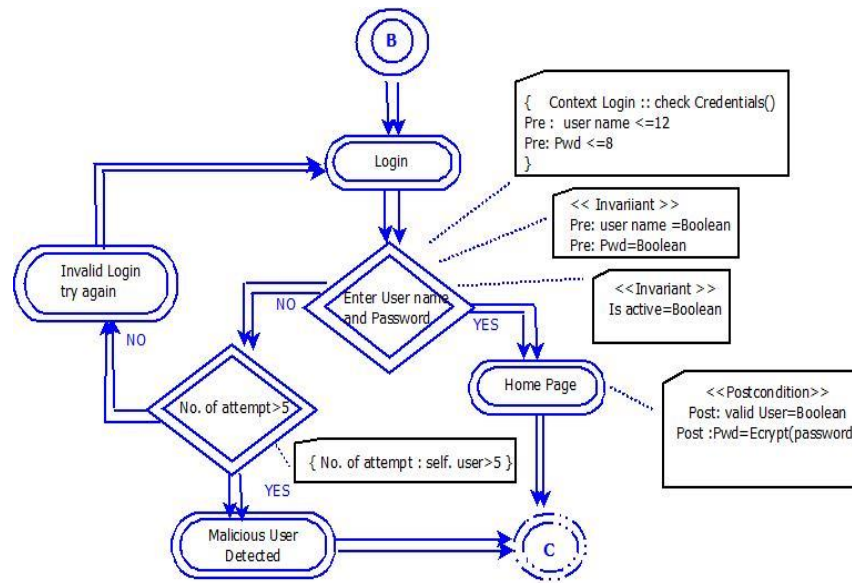 B
{ Context Login :: check Credentials()
Pre : user name <=12
Pre: Pwd <=8
}
Login
<< Invariiant >>
Pre: user name =Boolean
Pre: Pwd=Boolean
Invalid Login
try again
<<Invariant >>
Is active=Boolean
Enter User name
and Password
NO
YES
NO
Home Page
<<Postcondition>>
Post: valid User=Boolean
Post :Pwd=Ecrypt(password
No. of attempt>5
{ No. of attempt : self. user>5 }
YES
Malicious User
Detected
C